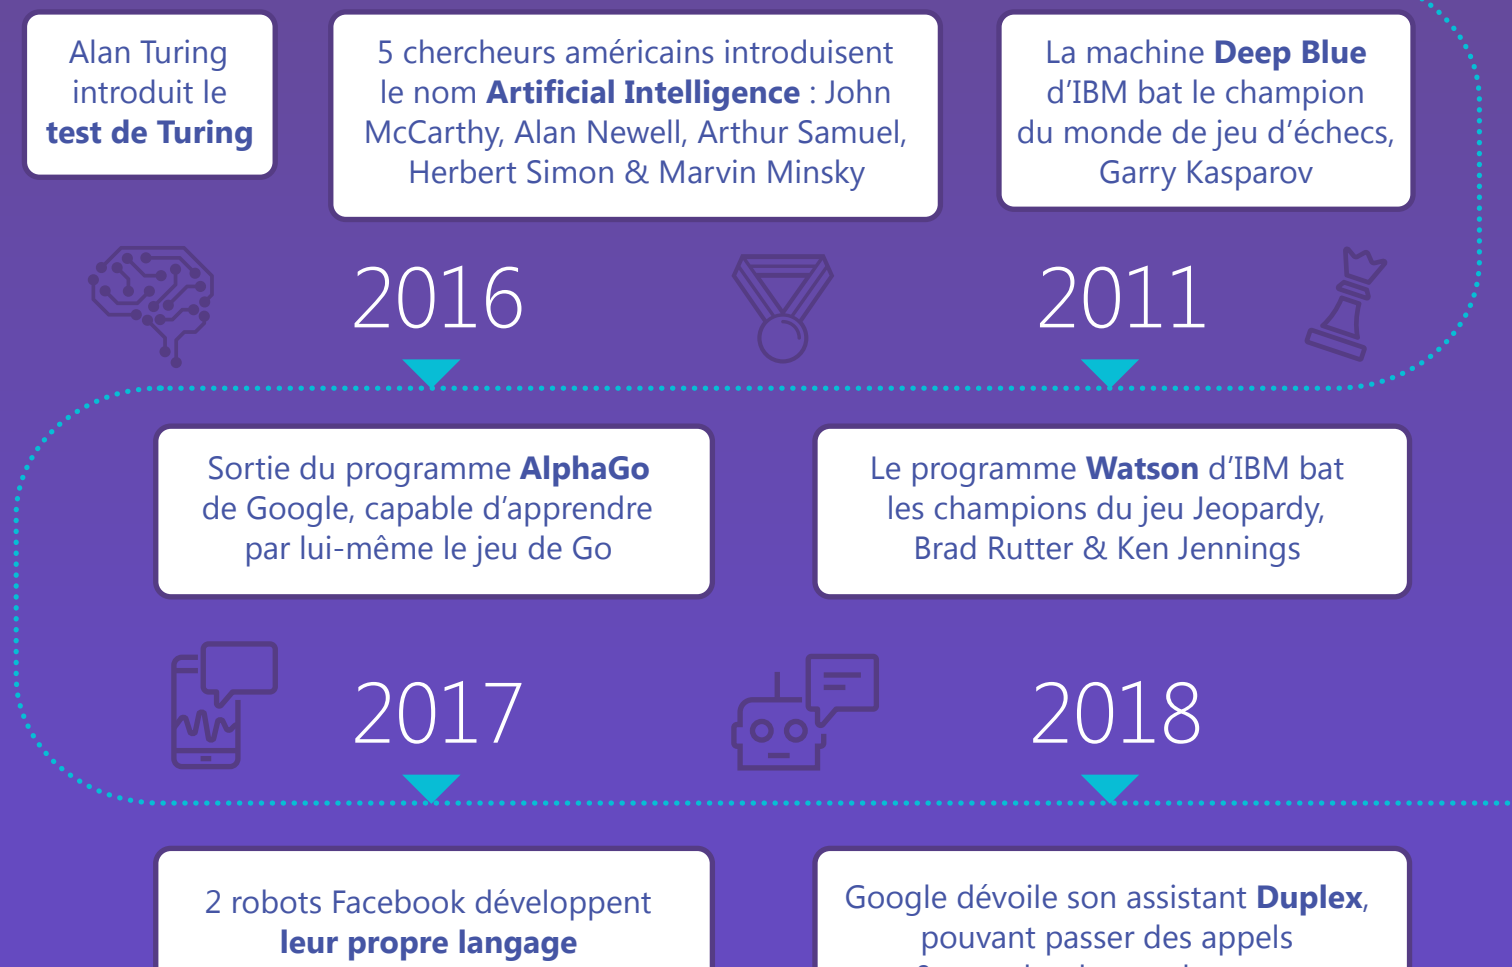 Alan Turing
introduit le
test de Turing
5 chercheurs américains introduisent
le nom Artificial Intelligence : John
McCarthy, Alan Newell, Arthur Samuel,
Herbert Simon & Marvin Minsky
La machine Deep Blue
d’IBM bat le champion
du monde de jeu d’échecs,
Garry Kasparov
2016
2011
Sortie du programme AlphaGo
de Google, capable d’apprendre
par lui-même le jeu de Go
Le programme Watson d’IBM bat
les champions du jeu Jeopardy,
Brad Rutter & Ken Jennings
2017
2018
2 robots Facebook développent
leur propre langage
Google dévoile son assistant Duplex,
pouvant passer des appels